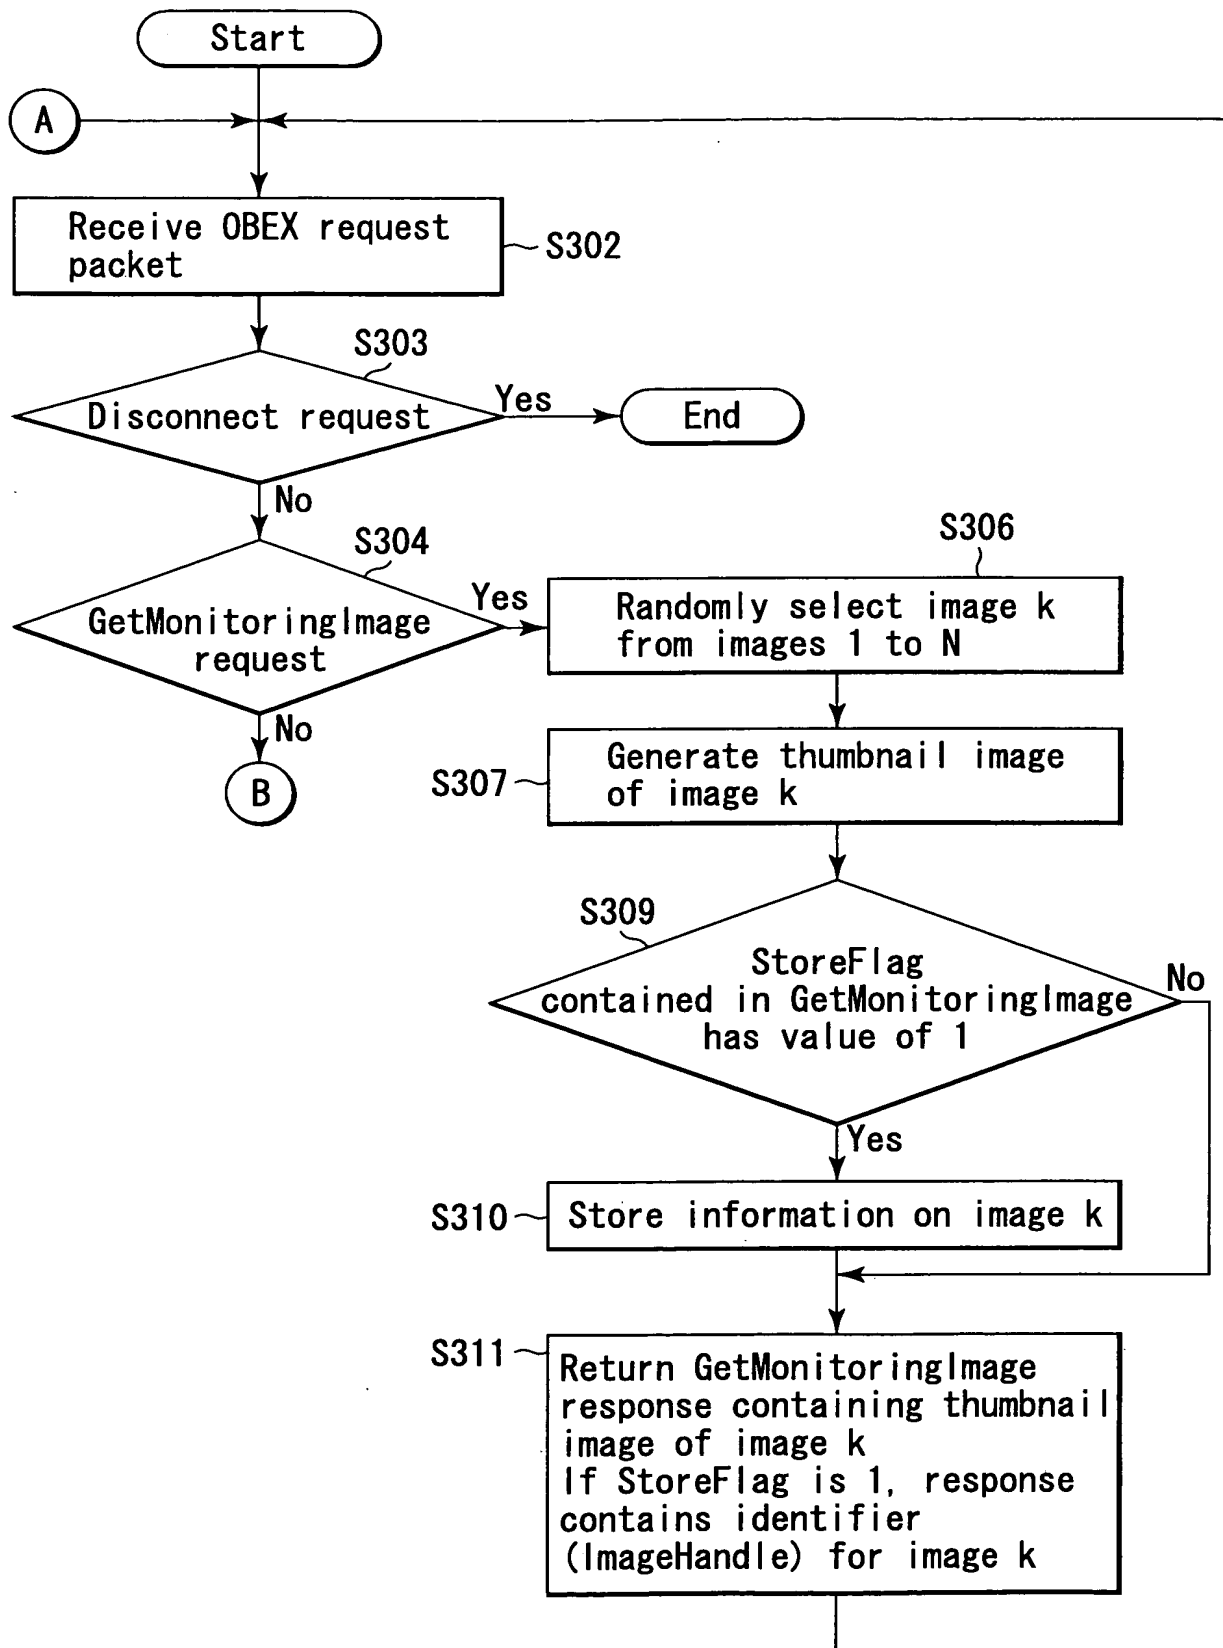 Start
A
Receive OBEX request
packet
S302
S303
Disconnect request
Yes
End
No
S304
S306
GetMonitoringImage
request
Yes
Randomly select image k
from images 1 to N
No
B
S307
Generate thumbnail image
of image k
S309
StoreFlag
contained in GetMonitoringImage
has value of 1
No
Yes
S310
Store information on image k
S311
Return GetMonitoringImage
response containing thumbnail
image of image k
If StoreFlag is 1, response
contains identifier
(ImageHandle) for image k